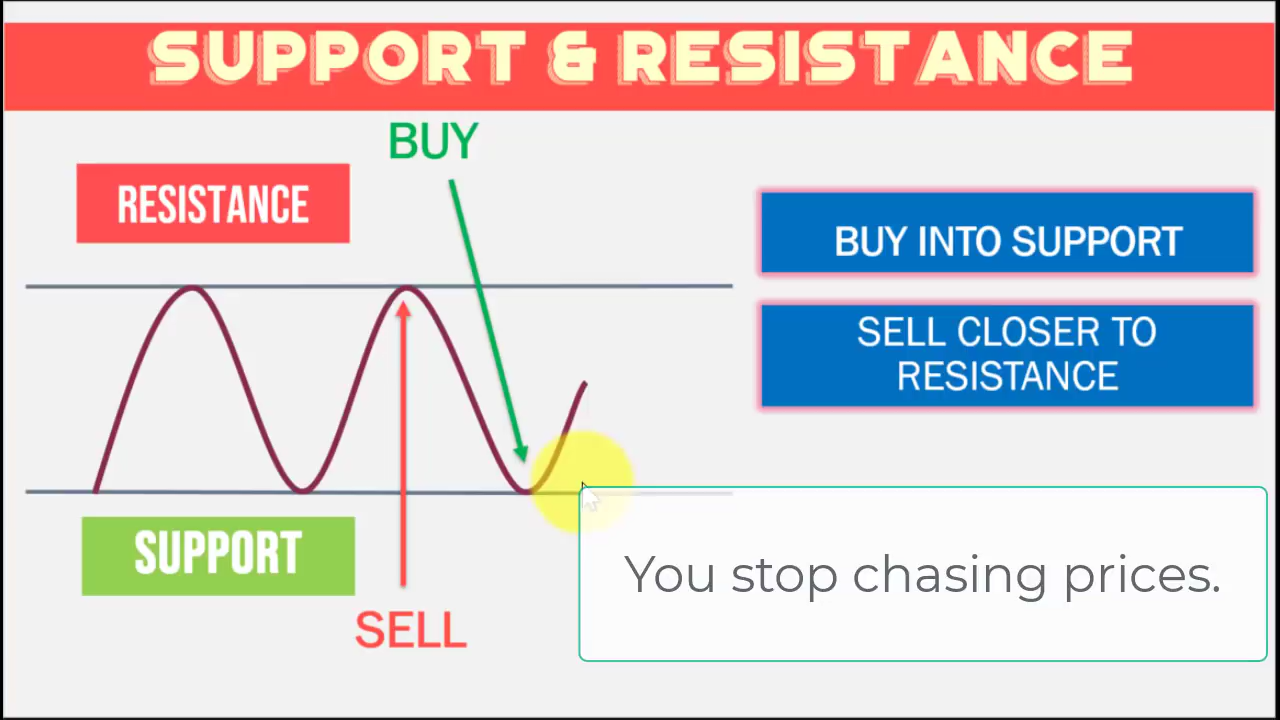 SUPPORT & RESISTANCE
BUY
RESISTANCE
BUY INTO SUPPORT
SELL CLOSER TO
RESISTANCE
SUPPORT
You stop chasing prices.
SELL